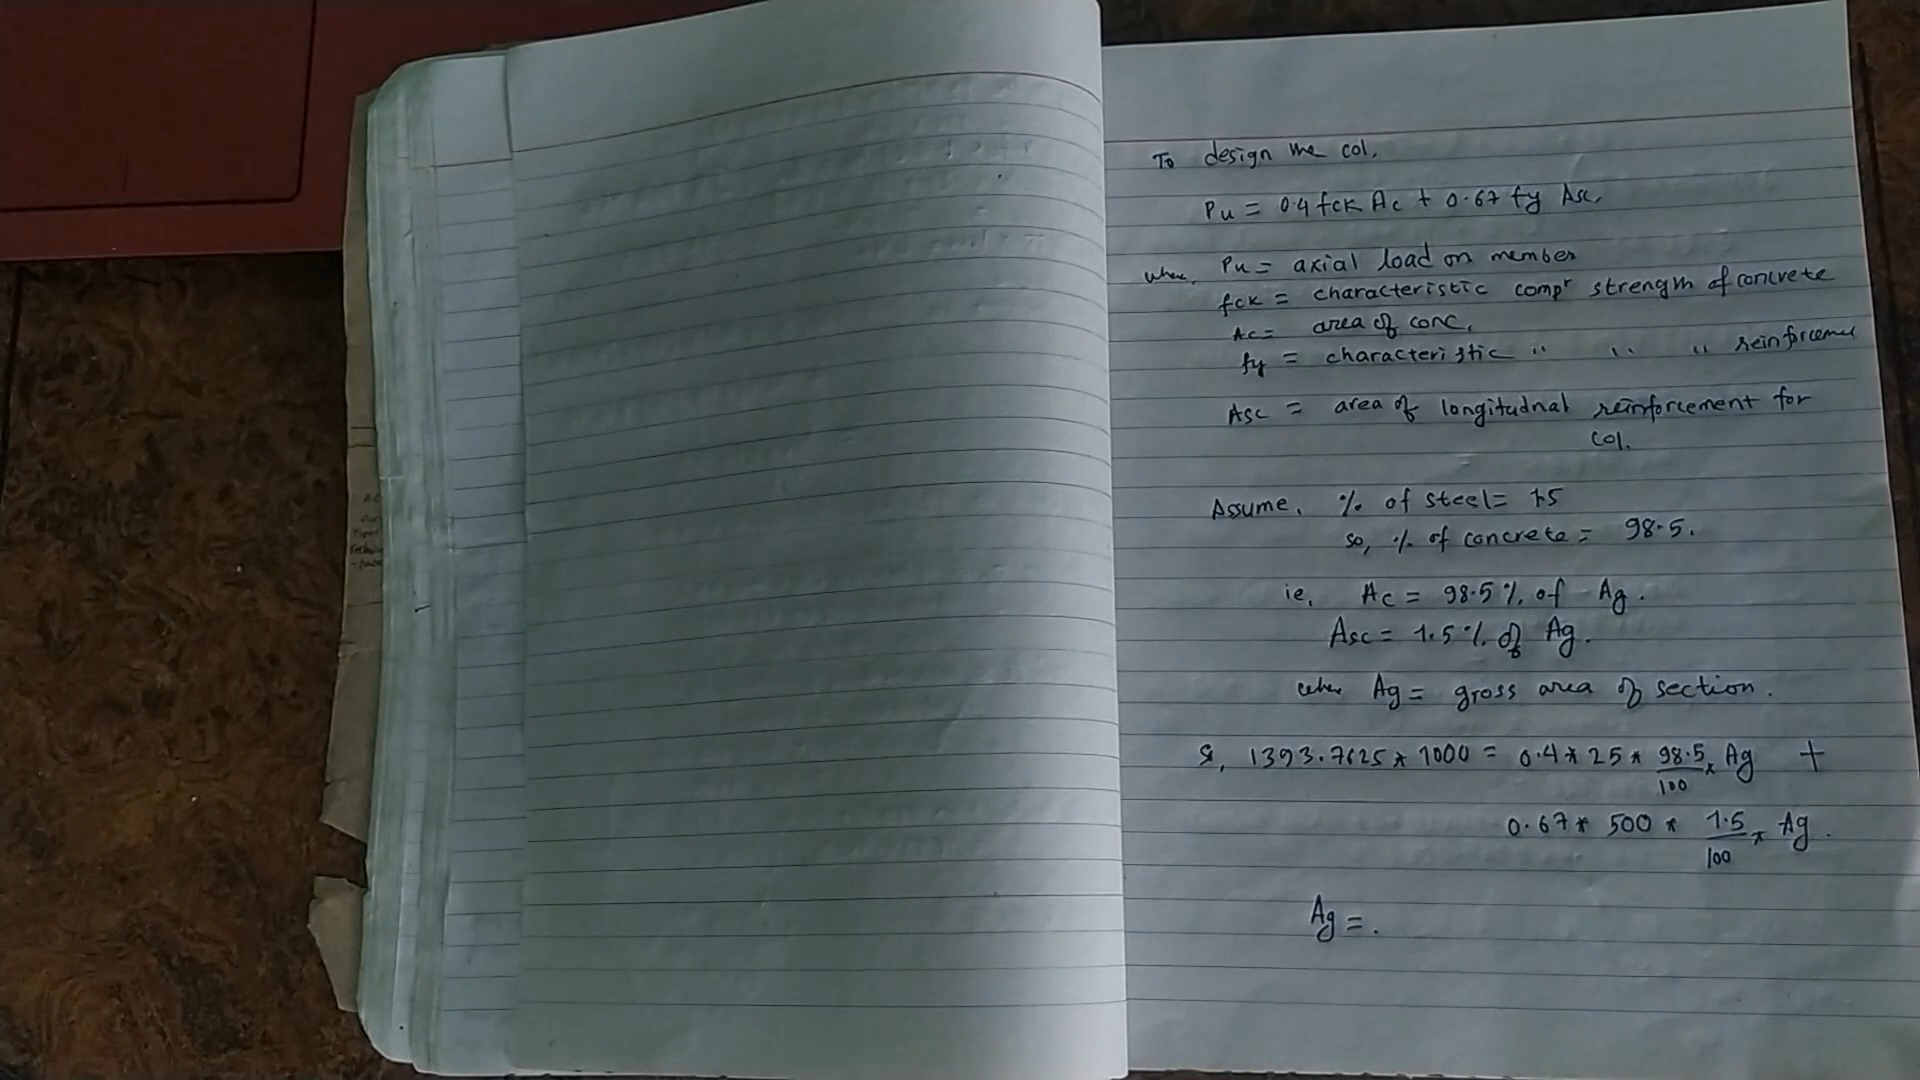 To design the col.
Pu = 0.4 fck Ac + 0.67 fy Asc.
where, Pu = axial load on member
fck = characteristic compr strength of concrete
Ac = area of conc.
fy = characteristic " " " reinforceme
Asc = area of longitudnal reinforcement for
col.
Assume, % of steel = 1.5
so, % of concrete = 98.5.
ie, Ac = 98.5 % of Ag.
Asc = 1.5 % of Ag.
where Ag = gross area of section.
So, 1393.7625 * 1000 = 0.4 * 25 * 98.5/100 * Ag +
0.67 * 500 * 1.5/100 * Ag.
Ag = .